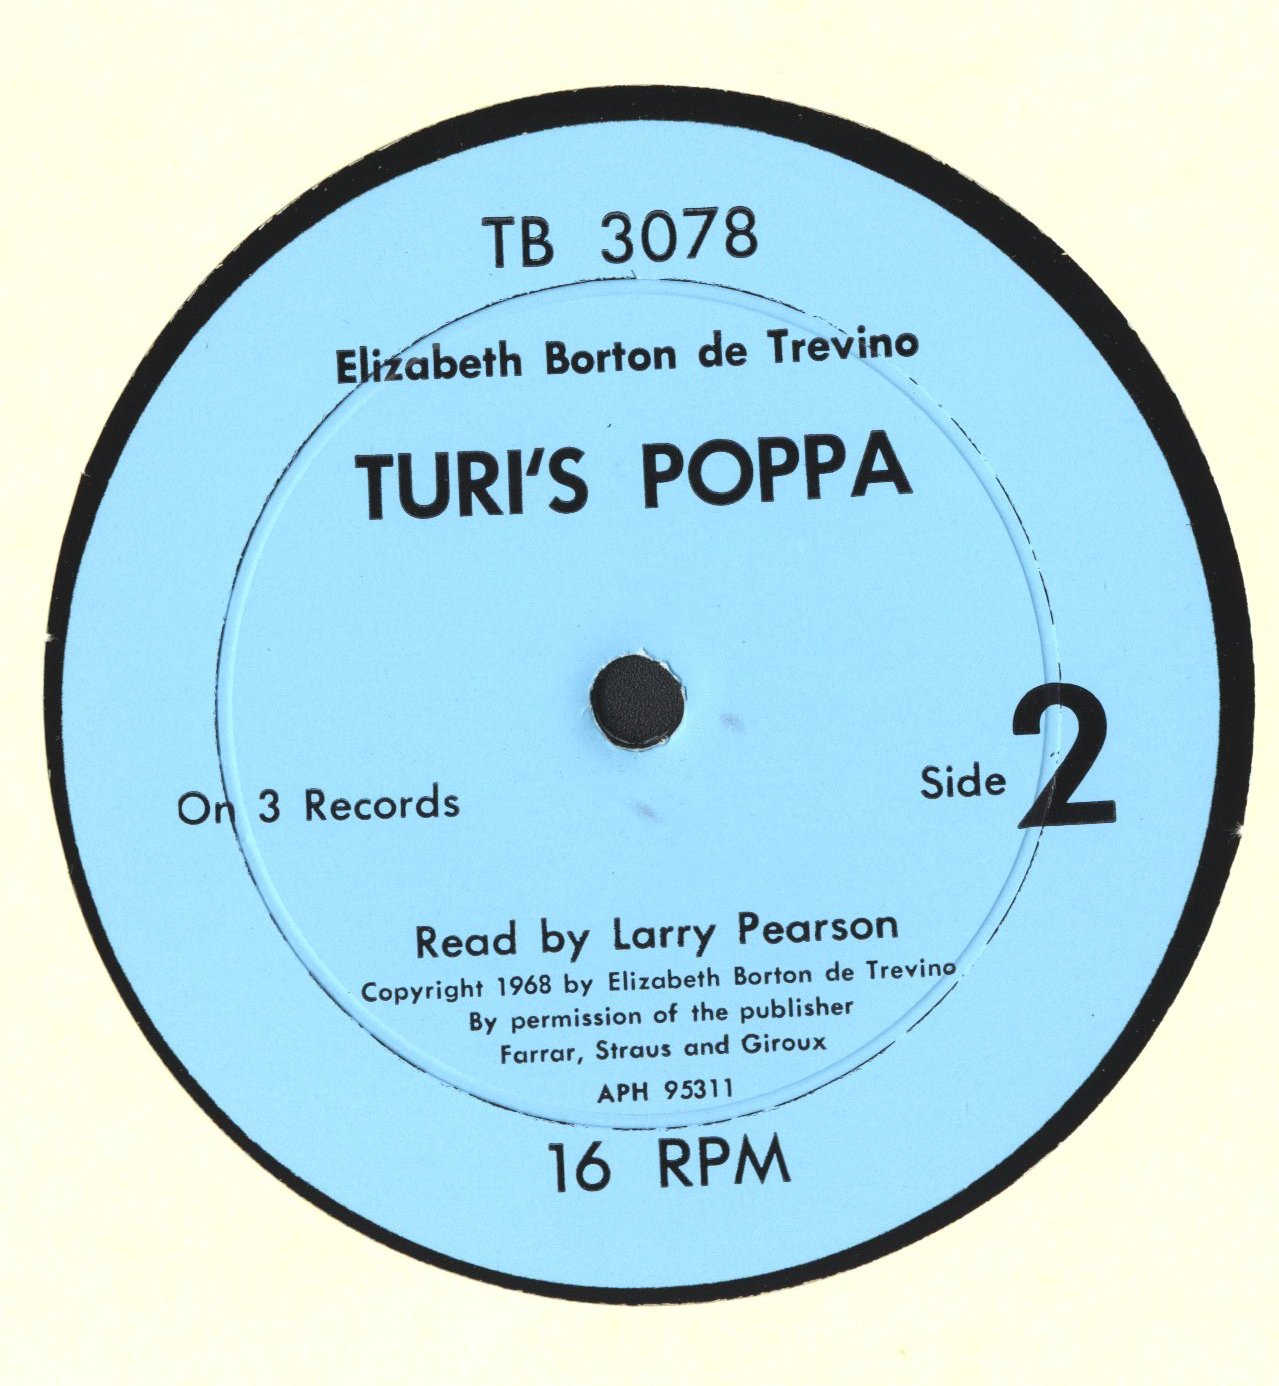 TB 3078
Elizabeth Borton de Trevino
TURI'S POPPA
On 3 Records
Side 2
Read by Larry Pearson
Copyright 1968 by Elizabeth Borton de Trevino
By permission of the publisher
Farrar, Straus and Giroux
APH 95311
16 RPM